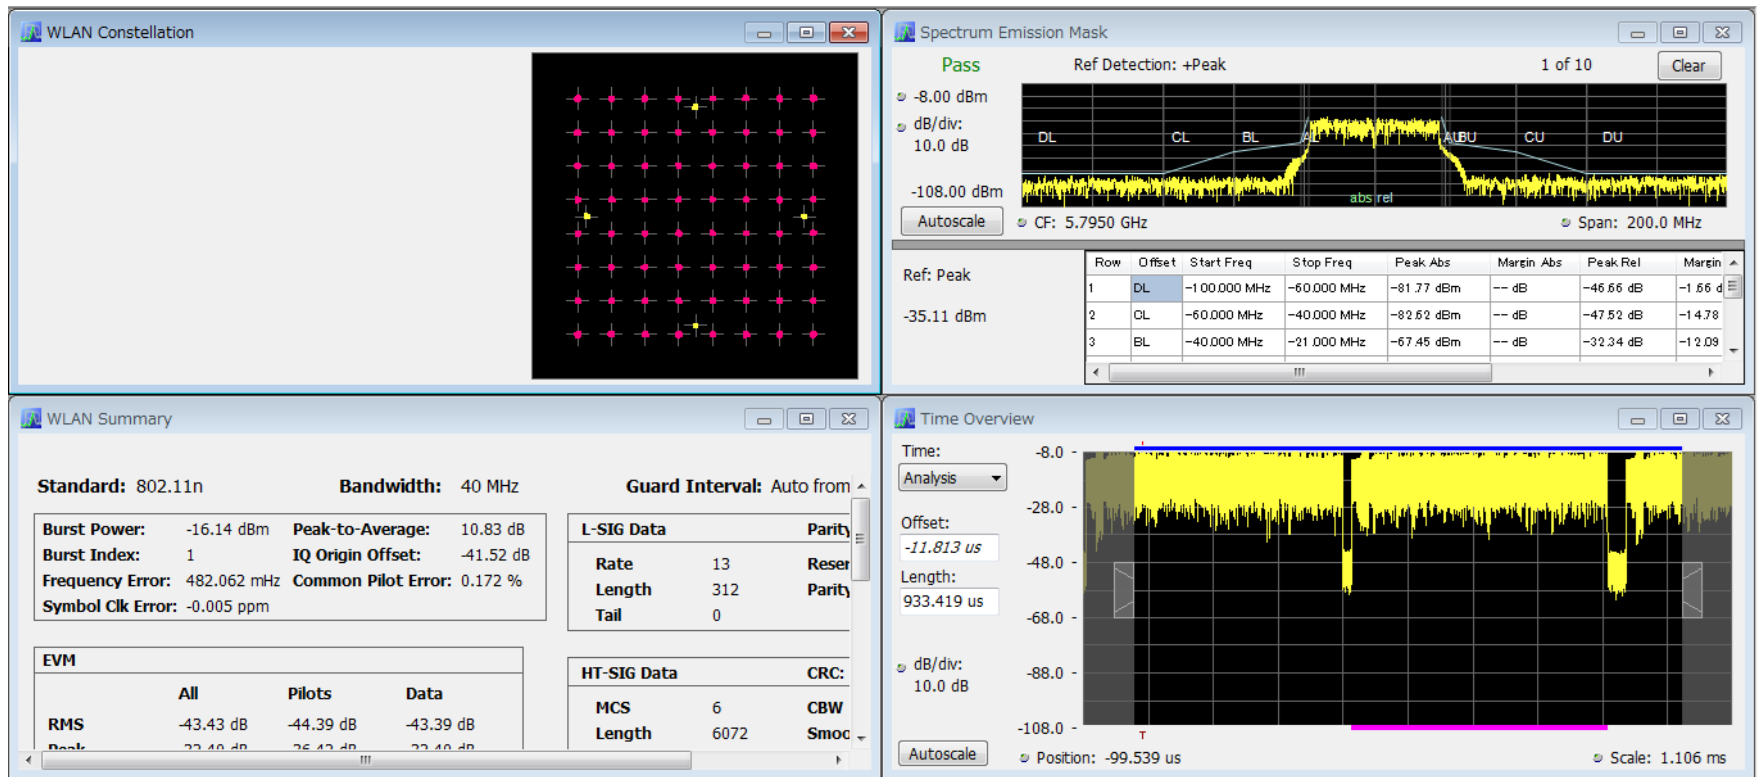 WLAN Constellation
Spectrum Emission Mask
Pass
Ref Detection: +Peak
1 of 10
Clear
-8.00 dBm
dB/div:
10.0 dB
-108.00 dBm
Autoscale
DL CL BL AL AU BU CU DU
abs rel
CF: 5.7950 GHz
Span: 200.0 MHz
Ref: Peak
-35.11 dBm
Row Offset Start Freq Stop Freq Peak Abs Margin Abs Peak Rel Margin
1 DL -100.000 MHz -60.000 MHz -81.77 dBm -- dB -46.66 dB -1.66 d
2 CL -60.000 MHz -40.000 MHz -82.62 dBm -- dB -47.52 dB -14.78
3 BL -40.000 MHz -21.000 MHz -67.45 dBm -- dB -32.34 dB -12.09
WLAN Summary
Standard: 802.11n Bandwidth: 40 MHz Guard Interval: Auto from
Burst Power: -16.14 dBm Peak-to-Average: 10.83 dB
Burst Index: 1 IQ Origin Offset: -41.52 dB
Frequency Error: 482.062 mHz Common Pilot Error: 0.172 %
Symbol Clk Error: -0.005 ppm
L-SIG Data Parity
Rate 13 Reser
Length 312 Parity
Tail 0
EVM
All Pilots Data
RMS -43.43 dB -44.39 dB -43.39 dB
HT-SIG Data CRC:
MCS 6 CBW
Length 6072 Smoo
Time Overview
Time:
Analysis
Offset:
-11.813 us
Length:
933.419 us
dB/div:
10.0 dB
Autoscale
-8.0
-28.0
-48.0
-68.0
-88.0
-108.0
T
Position: -99.539 us
Scale: 1.106 ms